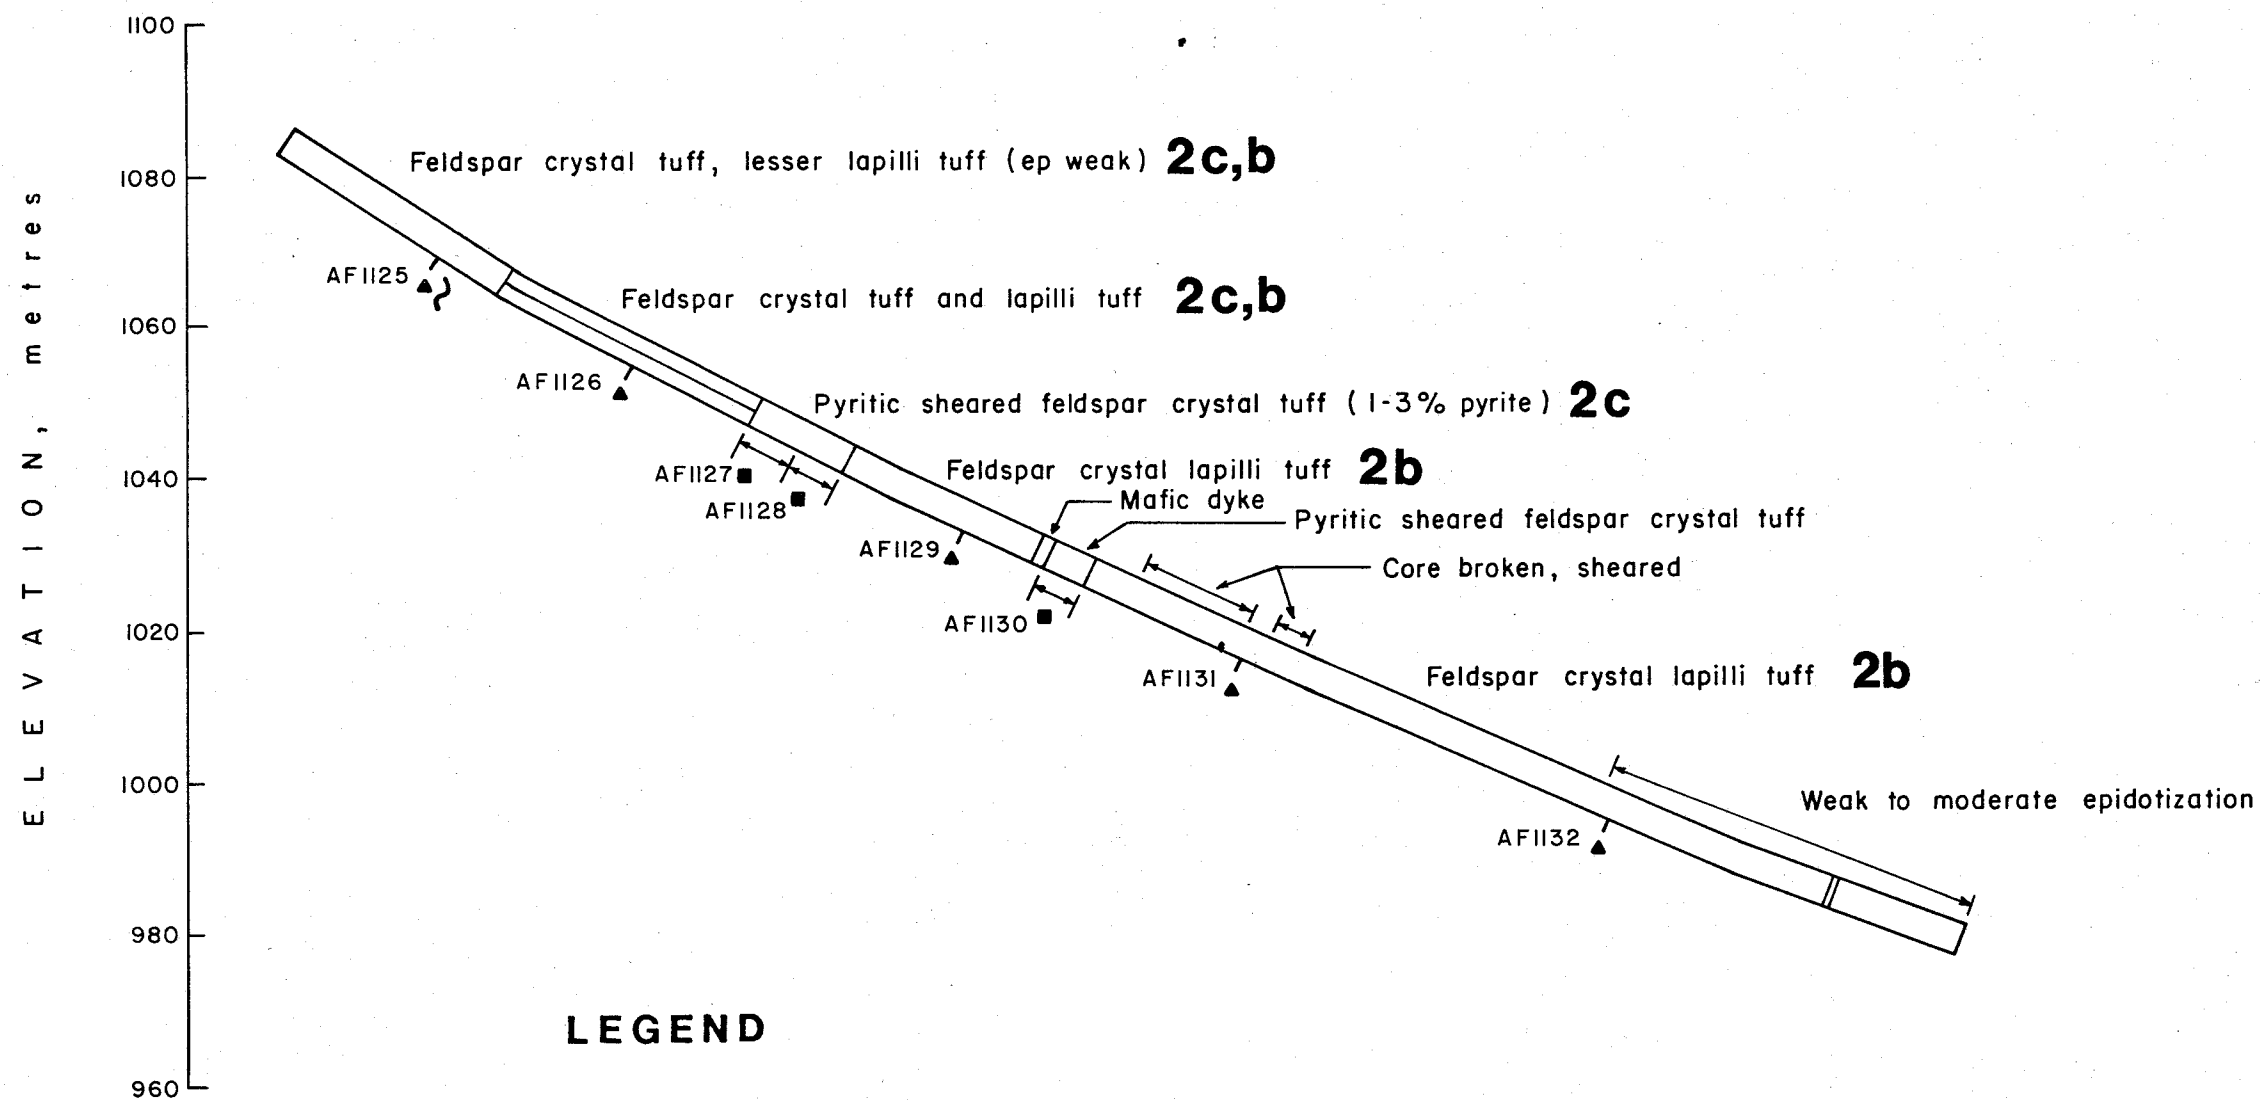 1100
Feldspar crystal tuff, lesser lapilli tuff (ep weak) 2c,b
1080
AF1125
Feldspar crystal tuff and lapilli tuff 2c,b
1060
AF1126
Pyritic sheared feldspar crystal tuff (1-3% pyrite) 2c
Feldspar crystal lapilli tuff 2b
AF1127
1040
Mafic dyke
AF1128
Pyritic sheared feldspar crystal tuff
AF1129
Core broken, sheared
AF1130
1020
Feldspar crystal lapilli tuff 2b
AF1131
1000
Weak to moderate epidotization
AF1132
980
LEGEND
960
ELEVATION, metres